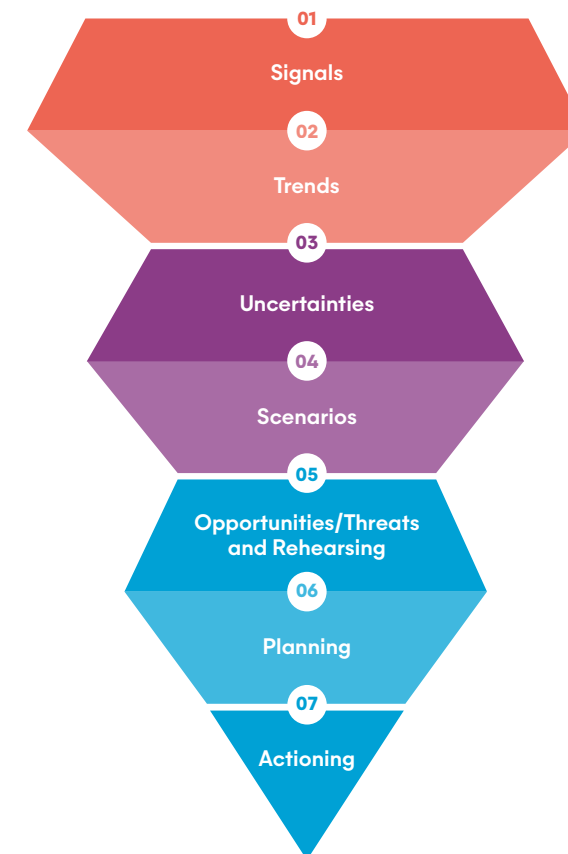 01
Signals
02
Trends
03
Uncertainties
04
Scenarios
05
Opportunities/Threats
and Rehearsing
06
Planning
07
Actioning